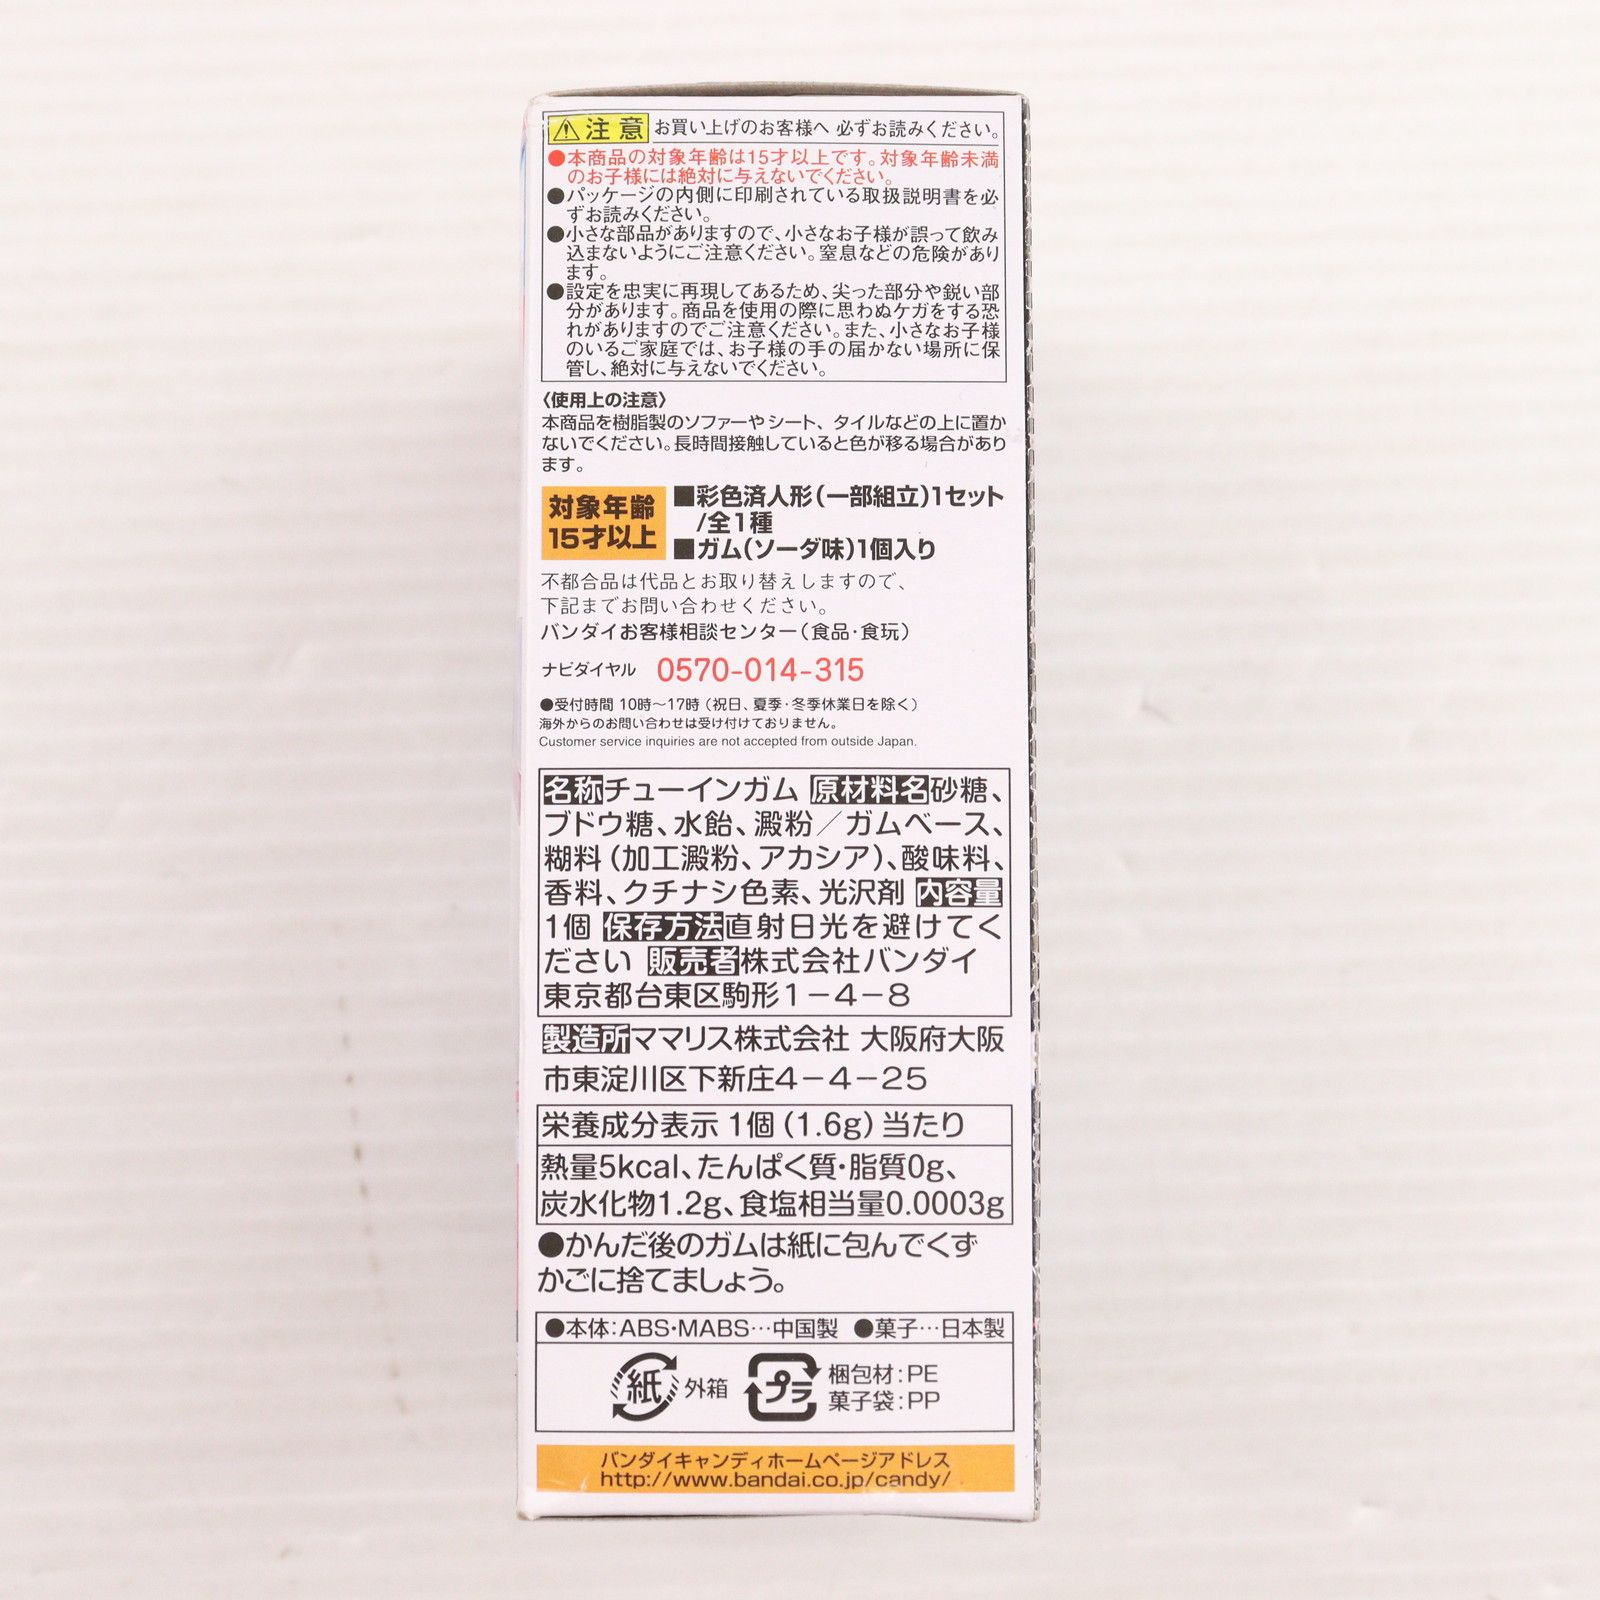 注意 お買い上げのお客様へ 必ずお読みください。
●本商品の対象年齢は15才以上です。対象年齢未満
のお子様には絶対に与えないでください。
●パッケージの内側に印刷されている取扱説明書を必
ずお読みください。
●小さな部品がありますので、小さなお子様が誤って飲み
込まないようにご注意ください。窒息などの危険があり
ます。
●設定を忠実に再現してあるため、尖った部分や鋭い部
分があります。商品を使用の際に思わぬケガをする恐
れがありますのでご注意ください。また、小さなお子様
のいるご家庭では、お子様の手の届かない場所に保
管し、絶対に与えないでください。
〈使用上の注意〉
本商品を樹脂製のソファーやシート、タイルなどの上に置か
ないでください。長時間接触していると色が移る場合があり
ます。
対象年齢
15才以上
■彩色済人形(一部組立)1セット
/全1種
■ガム(ソーダ味)1個入り
不都合品は代品とお取り替えしますので、
下記までお問い合わせください。
バンダイお客様相談センター(食品・食玩)
ナビダイヤル 0570-014-315
●受付時間 10時〜17時(祝日、夏季・冬季休業日を除く)
海外からのお問い合わせは受け付けておりません。
Customer service inquiries are not accepted from outside Japan.
名称チューインガム 原材料名砂糖、
ブドウ糖、水飴、澱粉／ガムベース、
糊料(加工澱粉、アカシア)、酸味料、
香料、クチナシ色素、光沢剤 内容量
1個 保存方法直射日光を避けてく
ださい 販売者株式会社バンダイ
東京都台東区駒形1－4－8
製造所ママリス株式会社 大阪府大阪
市東淀川区下新庄4－4－25
栄養成分表示 1個(1.6g)当たり
熱量5kcal、たんぱく質・脂質0g、
炭水化物1.2g、食塩相当量0.0003g
●かんだ後のガムは紙に包んでくず
かごに捨てましょう。
●本体:ABS・MABS…中国製 ●菓子…日本製
紙 外箱 プラ 梱包材:PE
菓子袋:PP
バンダイキャンディホームページアドレス
http://www.bandai.co.jp/candy/